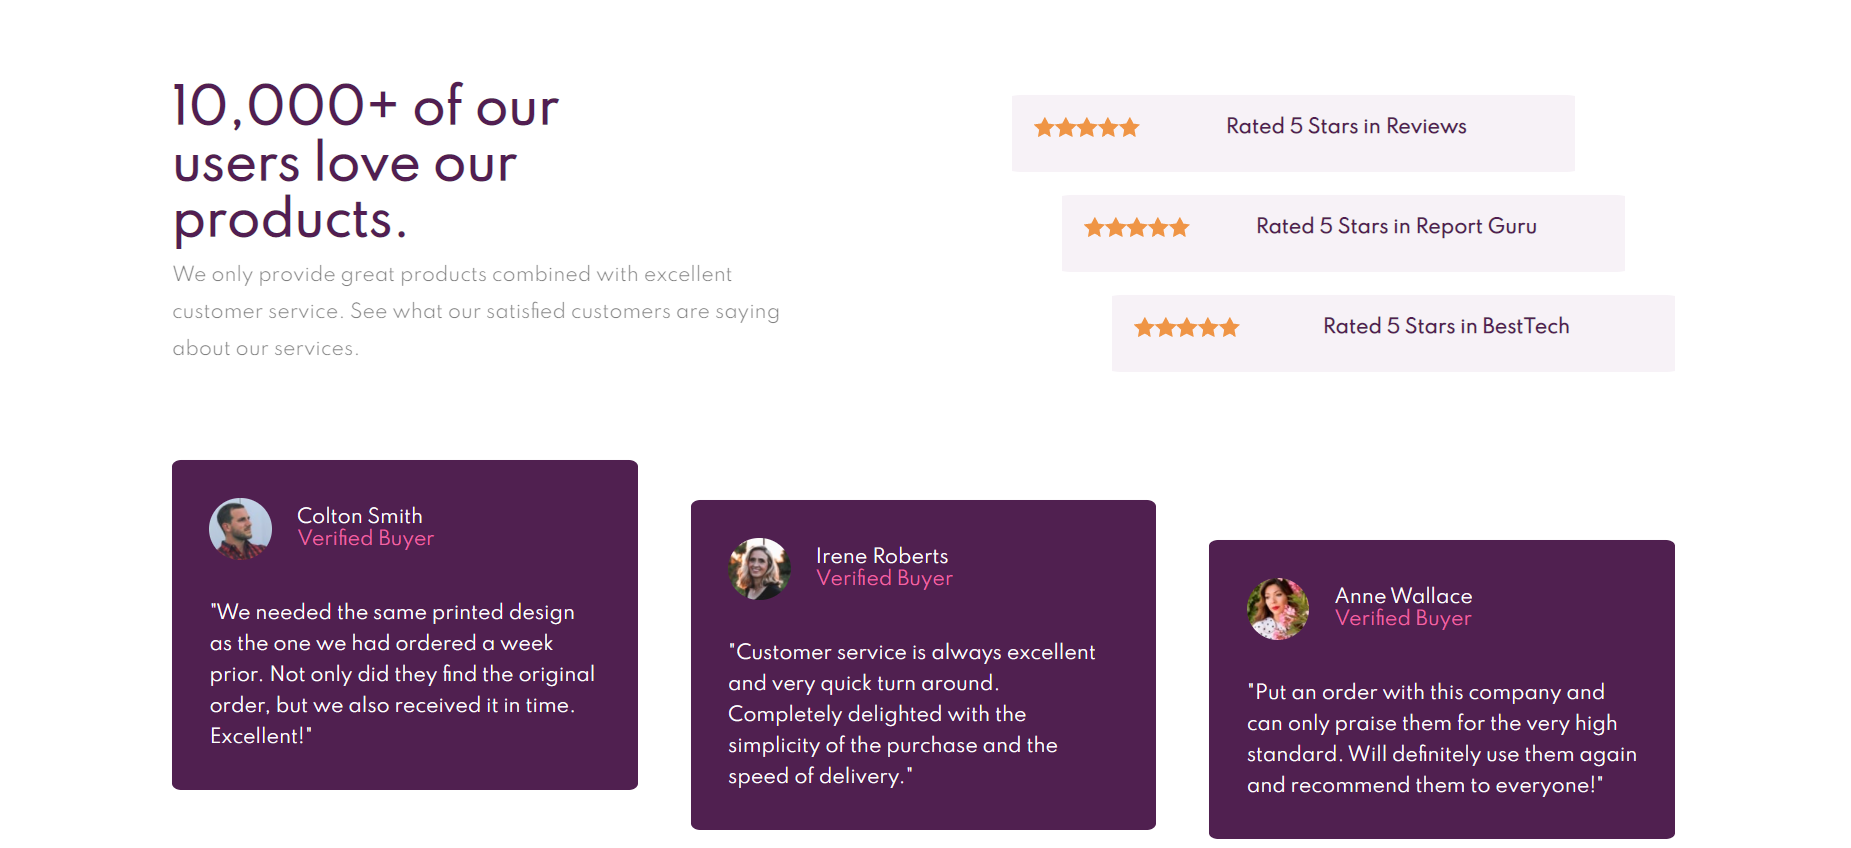 10,000+ of our
users love our
products.
We only provide great products combined with excellent
customer service. See what our satisfied customers are saying
about our services.
Rated 5 Stars in Reviews
Rated 5 Stars in Report Guru
Rated 5 Stars in BestTech
Colton Smith
Verified Buyer
"We needed the same printed design
as the one we had ordered a week
prior. Not only did they find the original
order, but we also received it in time.
Excellent!"
Irene Roberts
Verified Buyer
"Customer service is always excellent
and very quick turn around.
Completely delighted with the
simplicity of the purchase and the
speed of delivery."
Anne Wallace
Verified Buyer
"Put an order with this company and
can only praise them for the very high
standard. Will definitely use them again
and recommend them to everyone!"